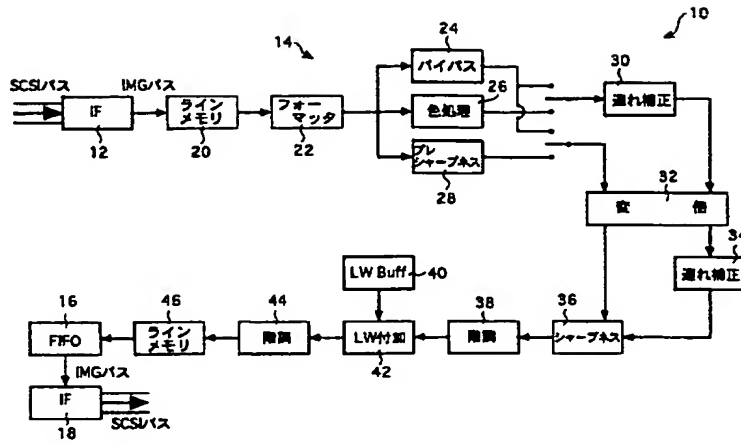 10
14
24
バイパス
30
SCSIバス
IMGバス
26
IF
ライン
メモリ
フォー
マッタ
色処理
遅れ補正
12
20
22
プレ
シャープネス
28
32
変 倍
34
遅れ補正
LW Buff
40
16
46
44
38
36
FIFO
ライン
メモリ
階調
LW付加
階調
シャープネス
42
IMGバス
IF
18
SCSIバス